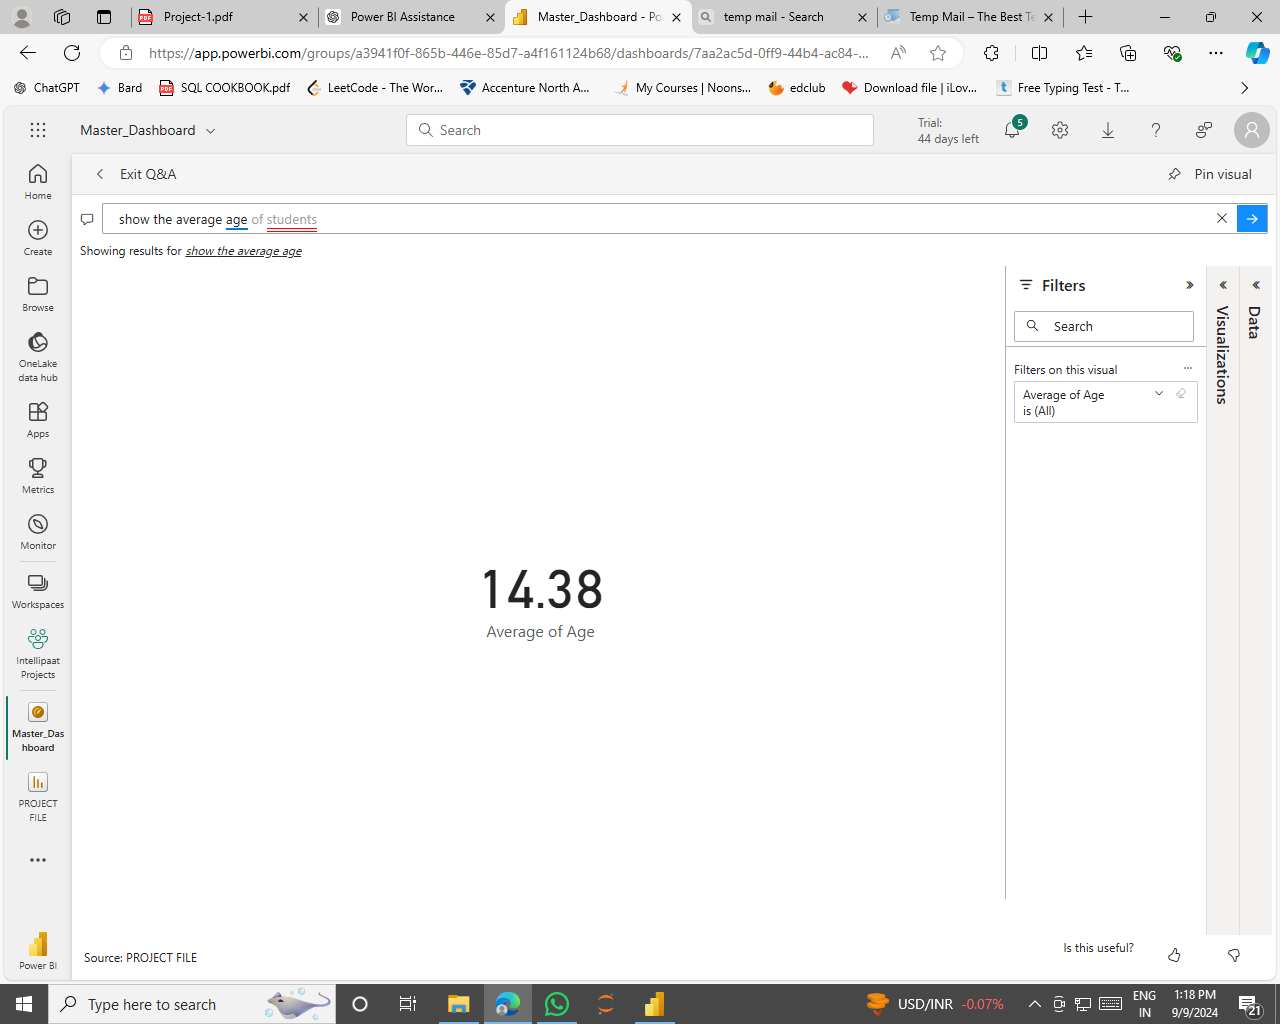 Project-1.pdf
Power BI Assistance
Master_Dashboard - Po
temp mail - Search
Temp Mail – The Best Te
https://app.powerbi.com/groups/a3941f0f-865b-446e-85d7-a4f161124b68/dashboards/7aa2ac5d-0ff9-44b4-ac84-...
ChatGPT
Bard
SQL COOKBOOK.pdf
LeetCode - The Wor...
Accenture North A...
My Courses | Noons...
edclub
Download file | iLov...
Free Typing Test - T...
Master_Dashboard
Search
Trial:
44 days left
5
Home
Create
Browse
OneLake
data hub
Apps
Metrics
Monitor
Workspaces
Intellipaat
Projects
Master_Das
hboard
PROJECT
FILE
Power BI
Exit Q&A
Pin visual
show the average age of students
Showing results for show the average age
14.38
Average of Age
Filters
Search
Filters on this visual
Average of Age
is (All)
Visualizations
Data
Source: PROJECT FILE
Is this useful?
Type here to search
USD/INR -0.07%
ENG
IN
1:18 PM
9/9/2024
21